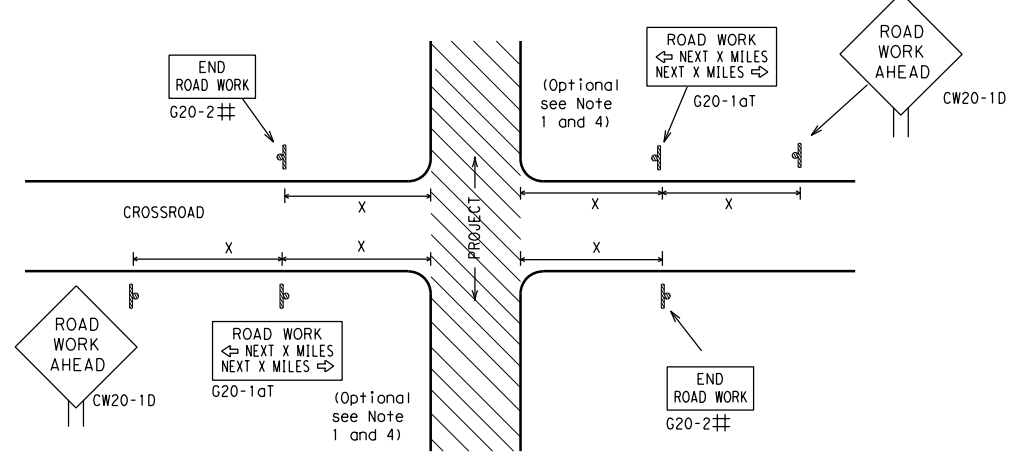 ROAD WORK
⇦ NEXT X MILES
NEXT X MILES ⇨
G20-1aT
ROAD
WORK
AHEAD
CW20-1D
END
ROAD WORK
G20-2#
(Optional
see Note
1 and 4)
X
X
X
CROSSROAD
PROJECT
X
X
X
ROAD
WORK
AHEAD
CW20-1D
ROAD WORK
⇦ NEXT X MILES
NEXT X MILES ⇨
G20-1aT
(Optional
see Note
1 and 4)
END
ROAD WORK
G20-2#